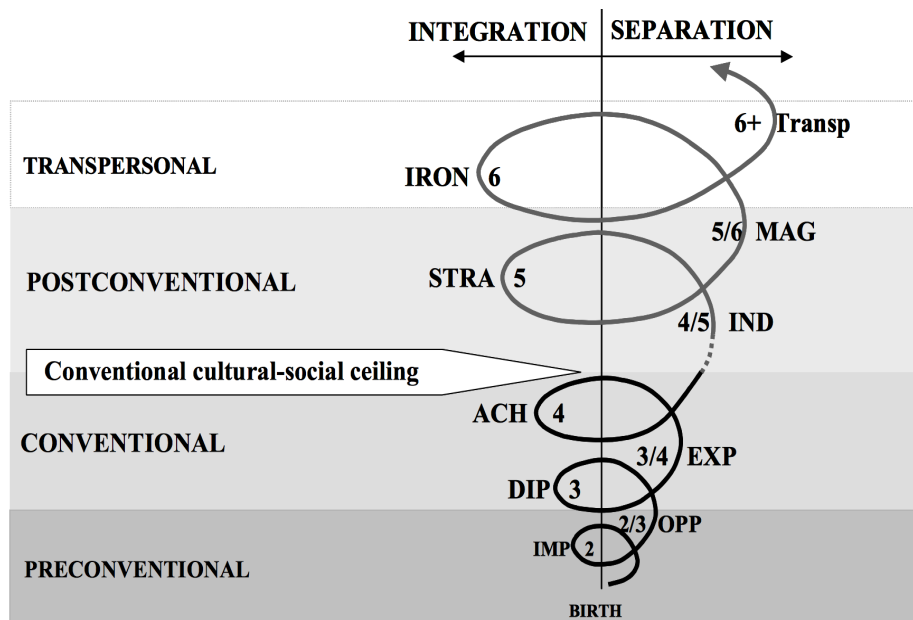 INTEGRATION SEPARATION
6+ Transp
TRANSPERSONAL
IRON 6
5/6 MAG
POSTCONVENTIONAL
STRA 5
4/5 IND
Conventional cultural-social ceiling
ACH 4
CONVENTIONAL
3/4 EXP
DIP 3
2/3 OPP
IMP 2
PRECONVENTIONAL
BIRTH